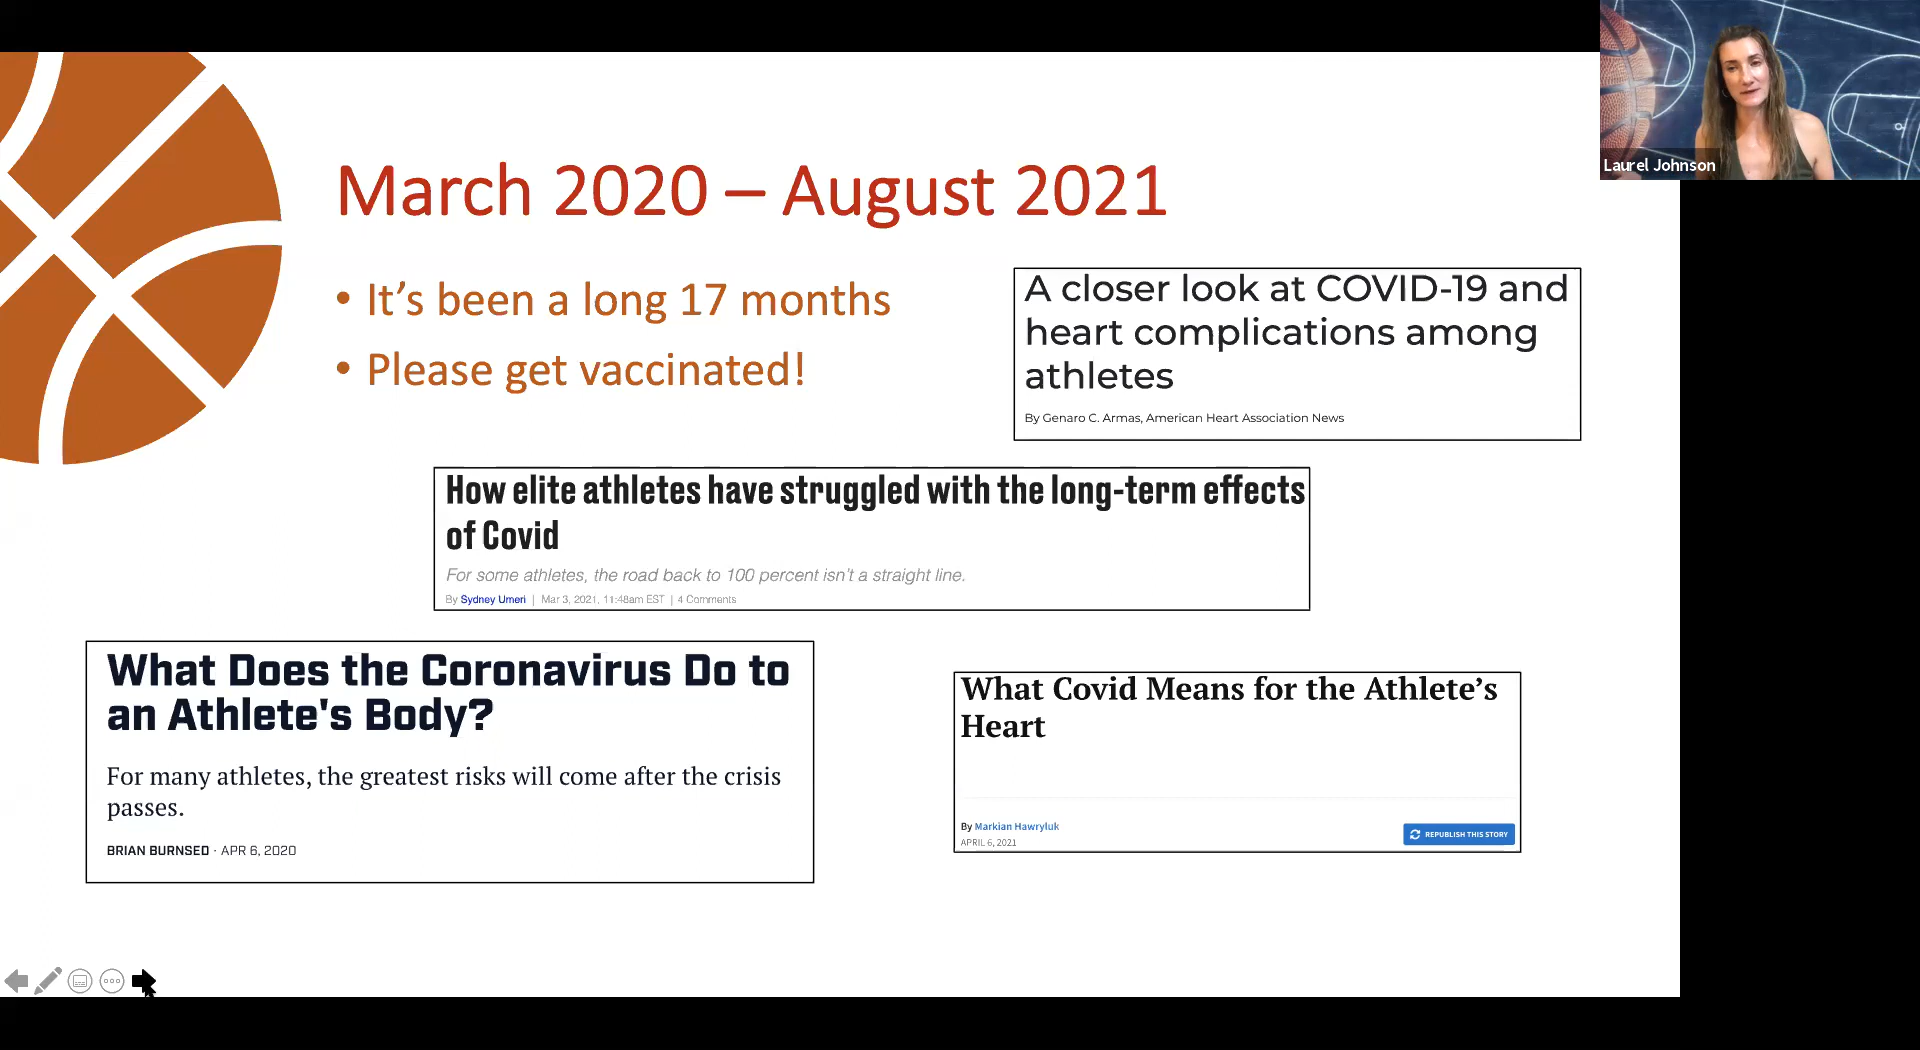 Laurel Johnson
March 2020 – August 2021
• It's been a long 17 months
• Please get vaccinated!
A closer look at COVID-19 and
heart complications among
athletes
By Genaro C. Armas, American Heart Association News
How elite athletes have struggled with the long-term effects
of Covid
For some athletes, the road back to 100 percent isn't a straight line.
By Sydney Umeri | Mar 3, 2021, 11:48am EST | 4 Comments
What Does the Coronavirus Do to
an Athlete's Body?
For many athletes, the greatest risks will come after the crisis
passes.
BRIAN BURNSED · APR 6, 2020
What Covid Means for the Athlete’s
Heart
By Markian Hawryluk
APRIL 6, 2021
REPUBLISH THIS STORY